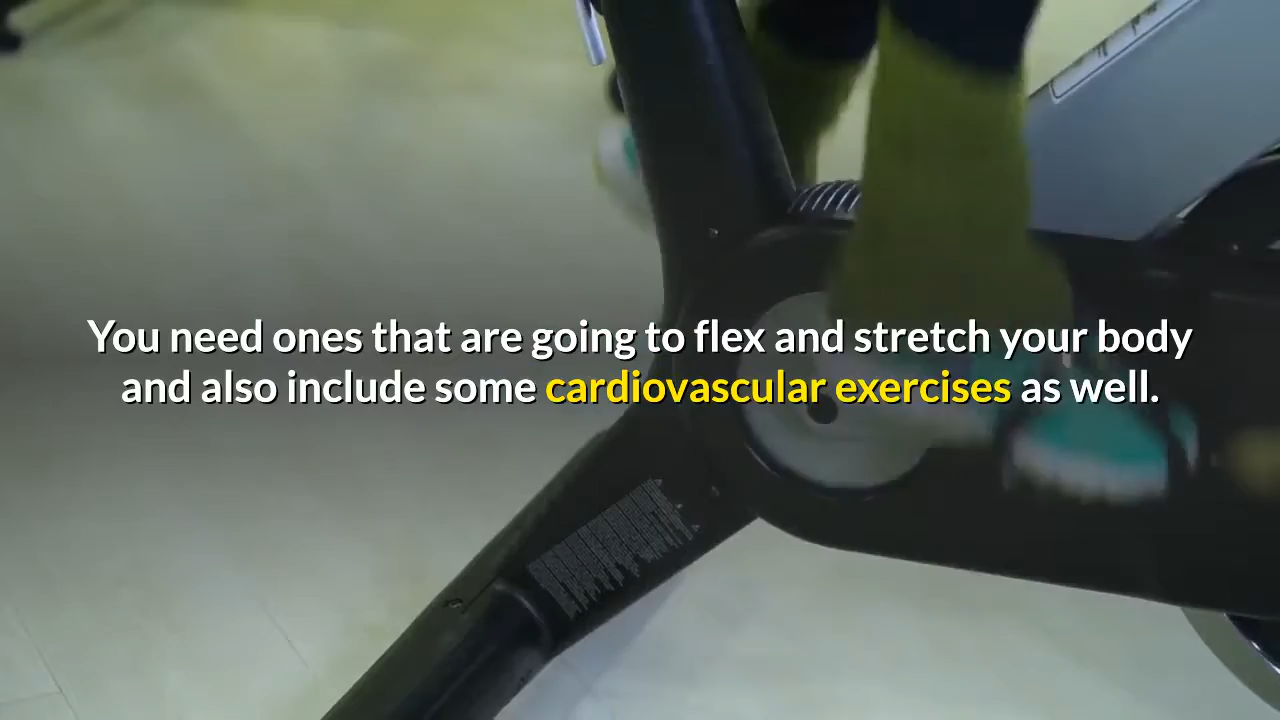 You need ones that are going to flex and stretch your body
and also include some cardiovascular exercises as well.